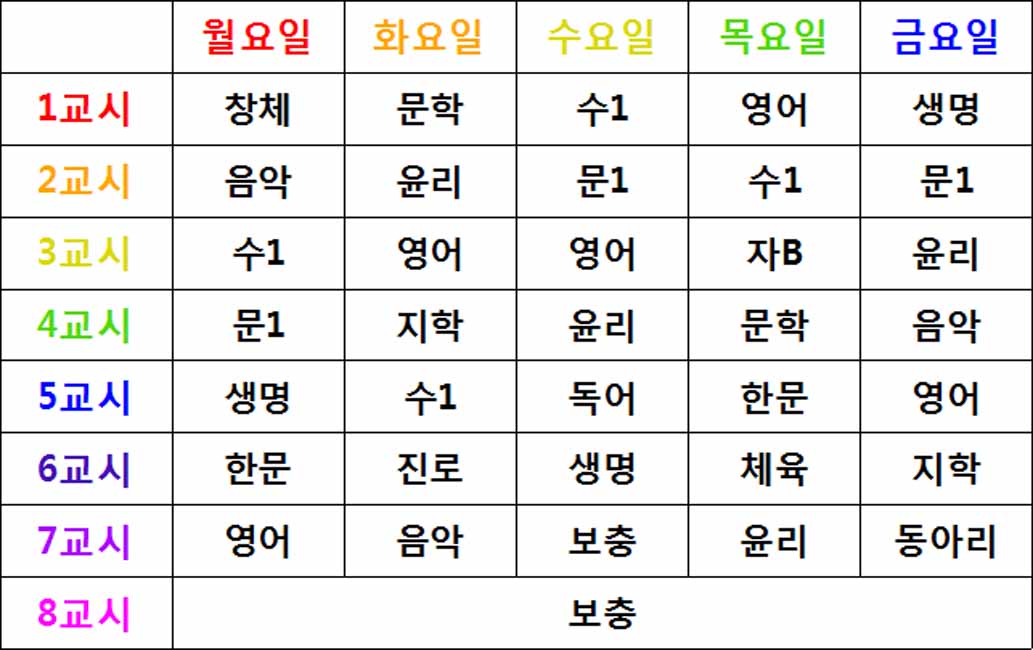 월요일 화요일 수요일 목요일 금요일
1교시 창체 문학 수1 영어 생명
2교시 음악 윤리 문1 수1 문1
3교시 수1 영어 영어 자B 윤리
4교시 문1 지학 윤리 문학 음악
5교시 생명 수1 독어 한문 영어
6교시 한문 진로 생명 체육 지학
7교시 영어 음악 보충 윤리 동아리
8교시 보충